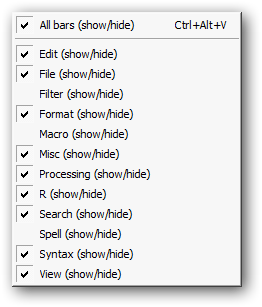 All bars (show/hide) Ctrl+Alt+V
Edit (show/hide)
File (show/hide)
Filter (show/hide)
Format (show/hide)
Macro (show/hide)
Misc (show/hide)
Processing (show/hide)
R (show/hide)
Search (show/hide)
Spell (show/hide)
Syntax (show/hide)
View (show/hide)